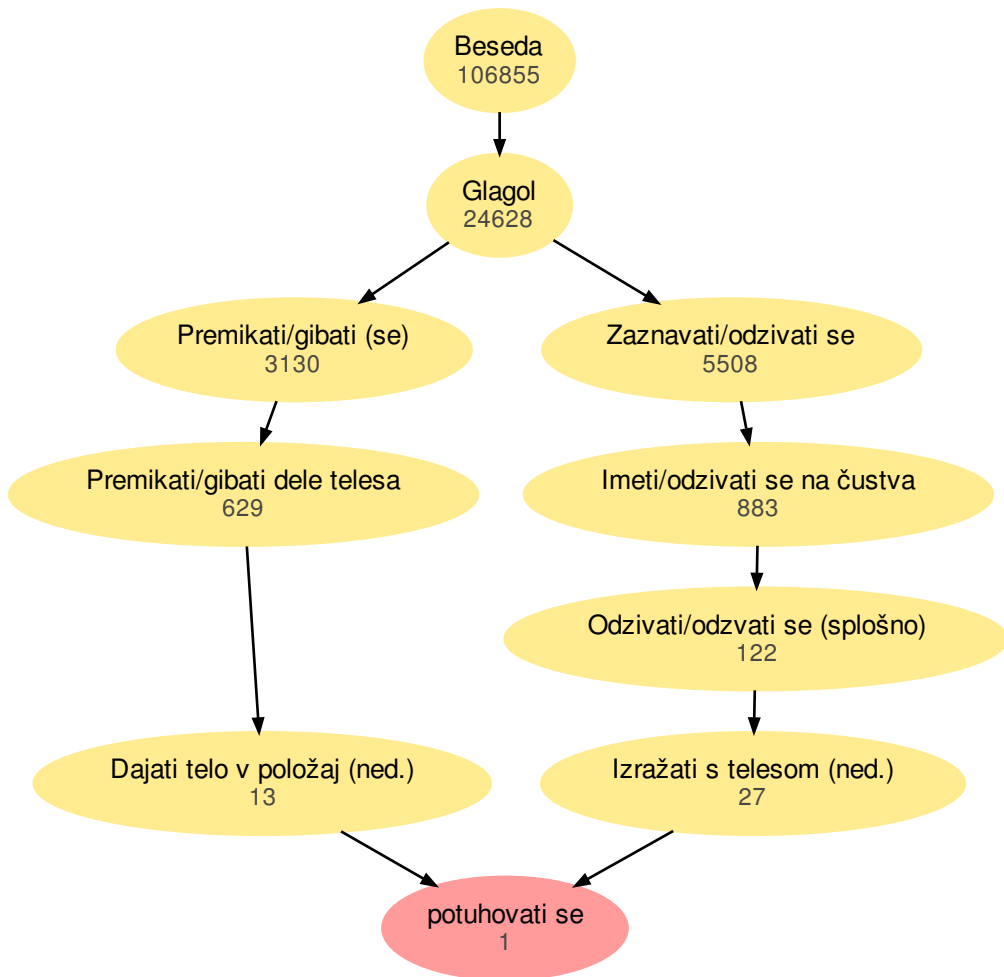 Beseda
106855
Glagol
24628
Premikati/gibati (se)
3130
Zaznavati/odzivati se
5508
Premikati/gibati dele telesa
629
Imeti/odzivati se na čustva
883
Odzivati/odzvati se (splošno)
122
Dajati telo v položaj (ned.)
13
Izražati s telesom (ned.)
27
potuhovati se
1